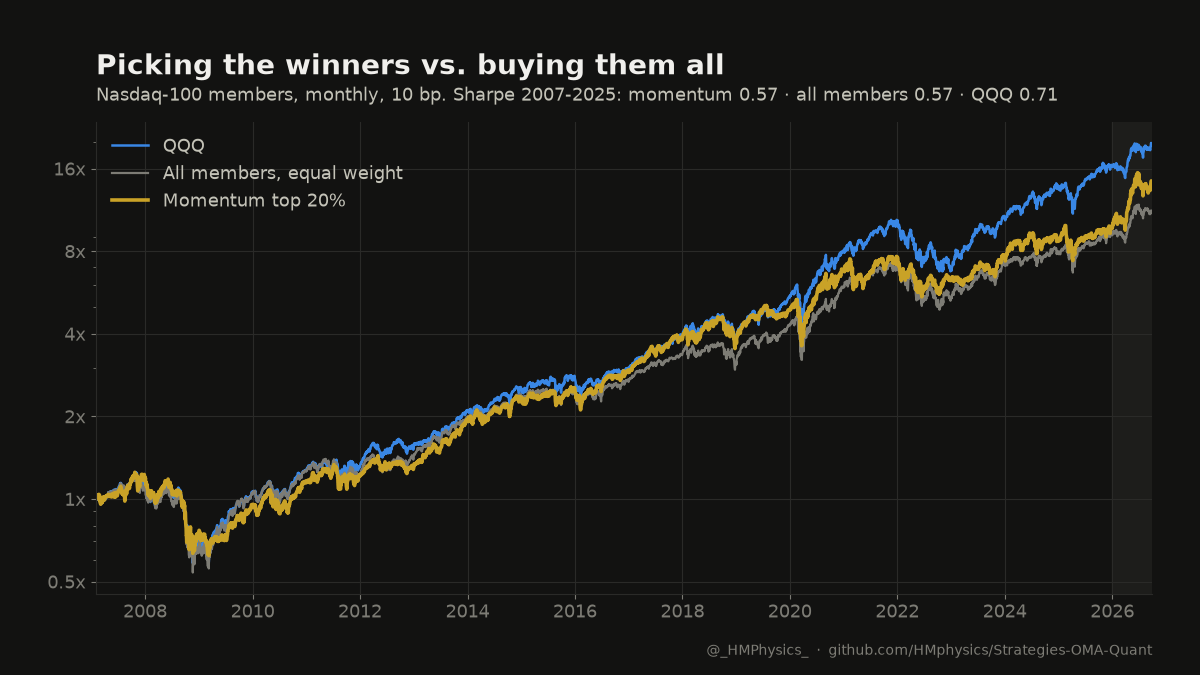 Picking the winners vs. buying them all
Nasdaq-100 members, monthly, 10 bp. Sharpe 2007-2025: momentum 0.57 · all members 0.57 · QQQ 0.71
QQQ
All members, equal weight
Momentum top 20%
16x
8x
4x
2x
1x
0.5x
2008 2010 2012 2014 2016 2018 2020 2022 2024 2026
@_HMPhysics_ · github.com/HMphysics/Strategies-OMA-Quant